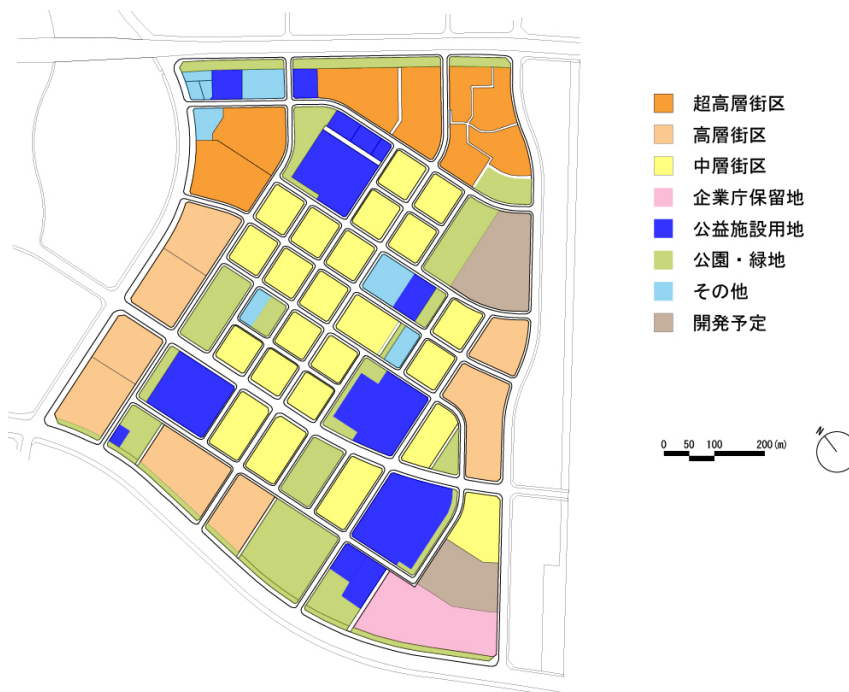 超高層街区
高層街区
中層街区
企業庁保留地
公益施設用地
公園・緑地
その他
開発予定
0 50 100 200(m)
N